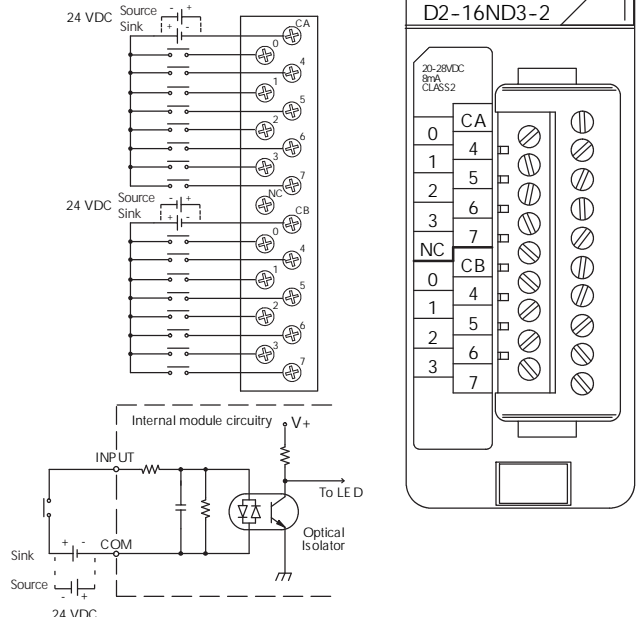 24 VDC
Source
Sink
- +
+ -
CA
0
4
1
5
2
6
3
7
NC
24 VDC
Source
Sink
- +
+ -
CB
0
4
1
5
2
6
3
7
Internal module circuitry
V+
INPUT
To LED
COM
Optical
Isolator
Sink
+ -
Source
- +
24 VDC
D2-16ND3-2
20-28VDC
8mA
CLASS2
CA
0
4
1
5
2
6
3
7
NC
CB
0
4
1
5
2
6
3
7